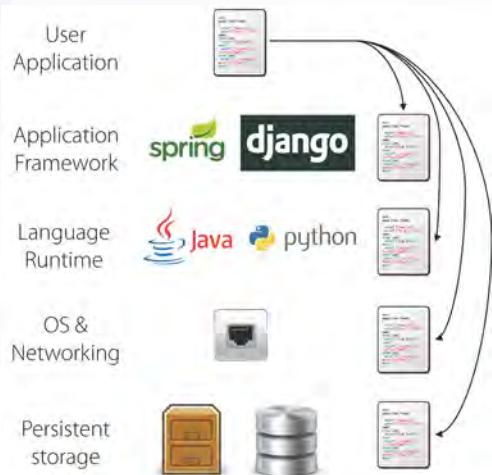 User
Application
Application
Framework
spring
django
Language
Runtime
Java
python
OS &
Networking
Persistent
storage